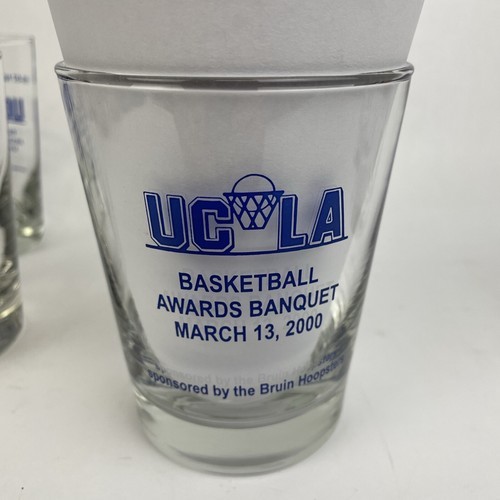 UCLA
BASKETBALL
AWARDS BANQUET
MARCH 13, 2000
sponsored by the Bruin Hoopsters